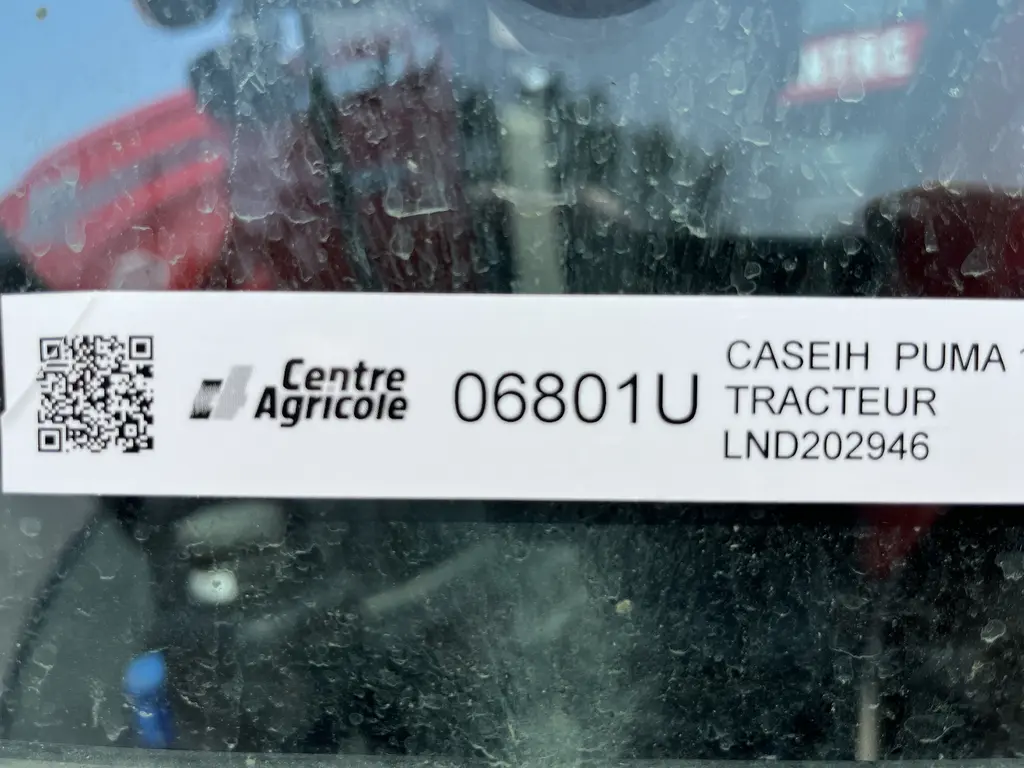 Centre
Agricole
06801U
CASEIH PUMA
TRACTEUR
LND202946